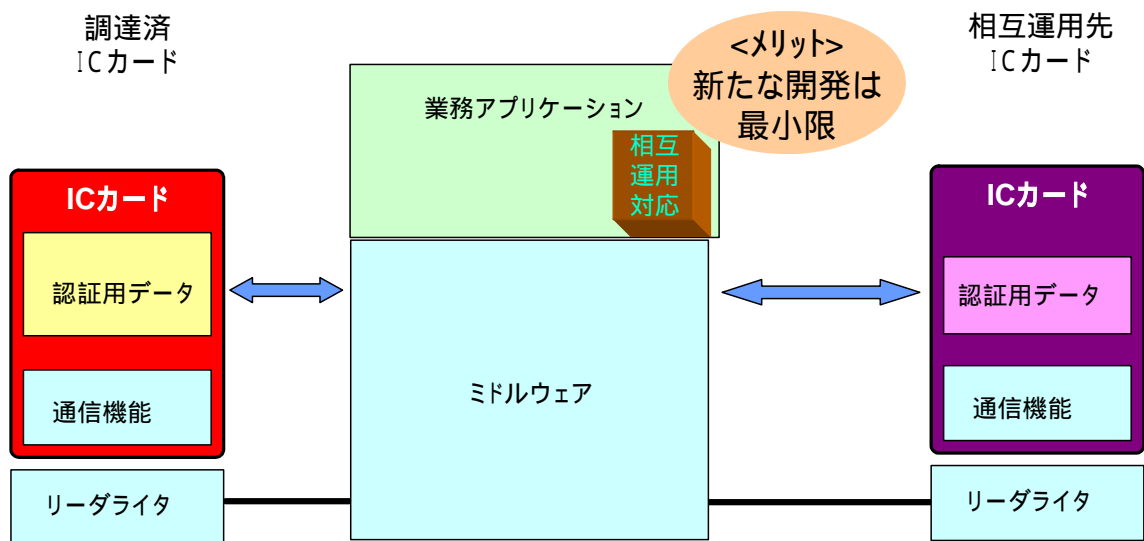 調達済
ICカード
相互運用先
ICカード
<メリット>
新たな開発は
最小限
業務アプリケーション
相互
運用
対応
ICカード
認証用データ
通信機能
リーダライタ
ミドルウェア
ICカード
認証用データ
通信機能
リーダライタ